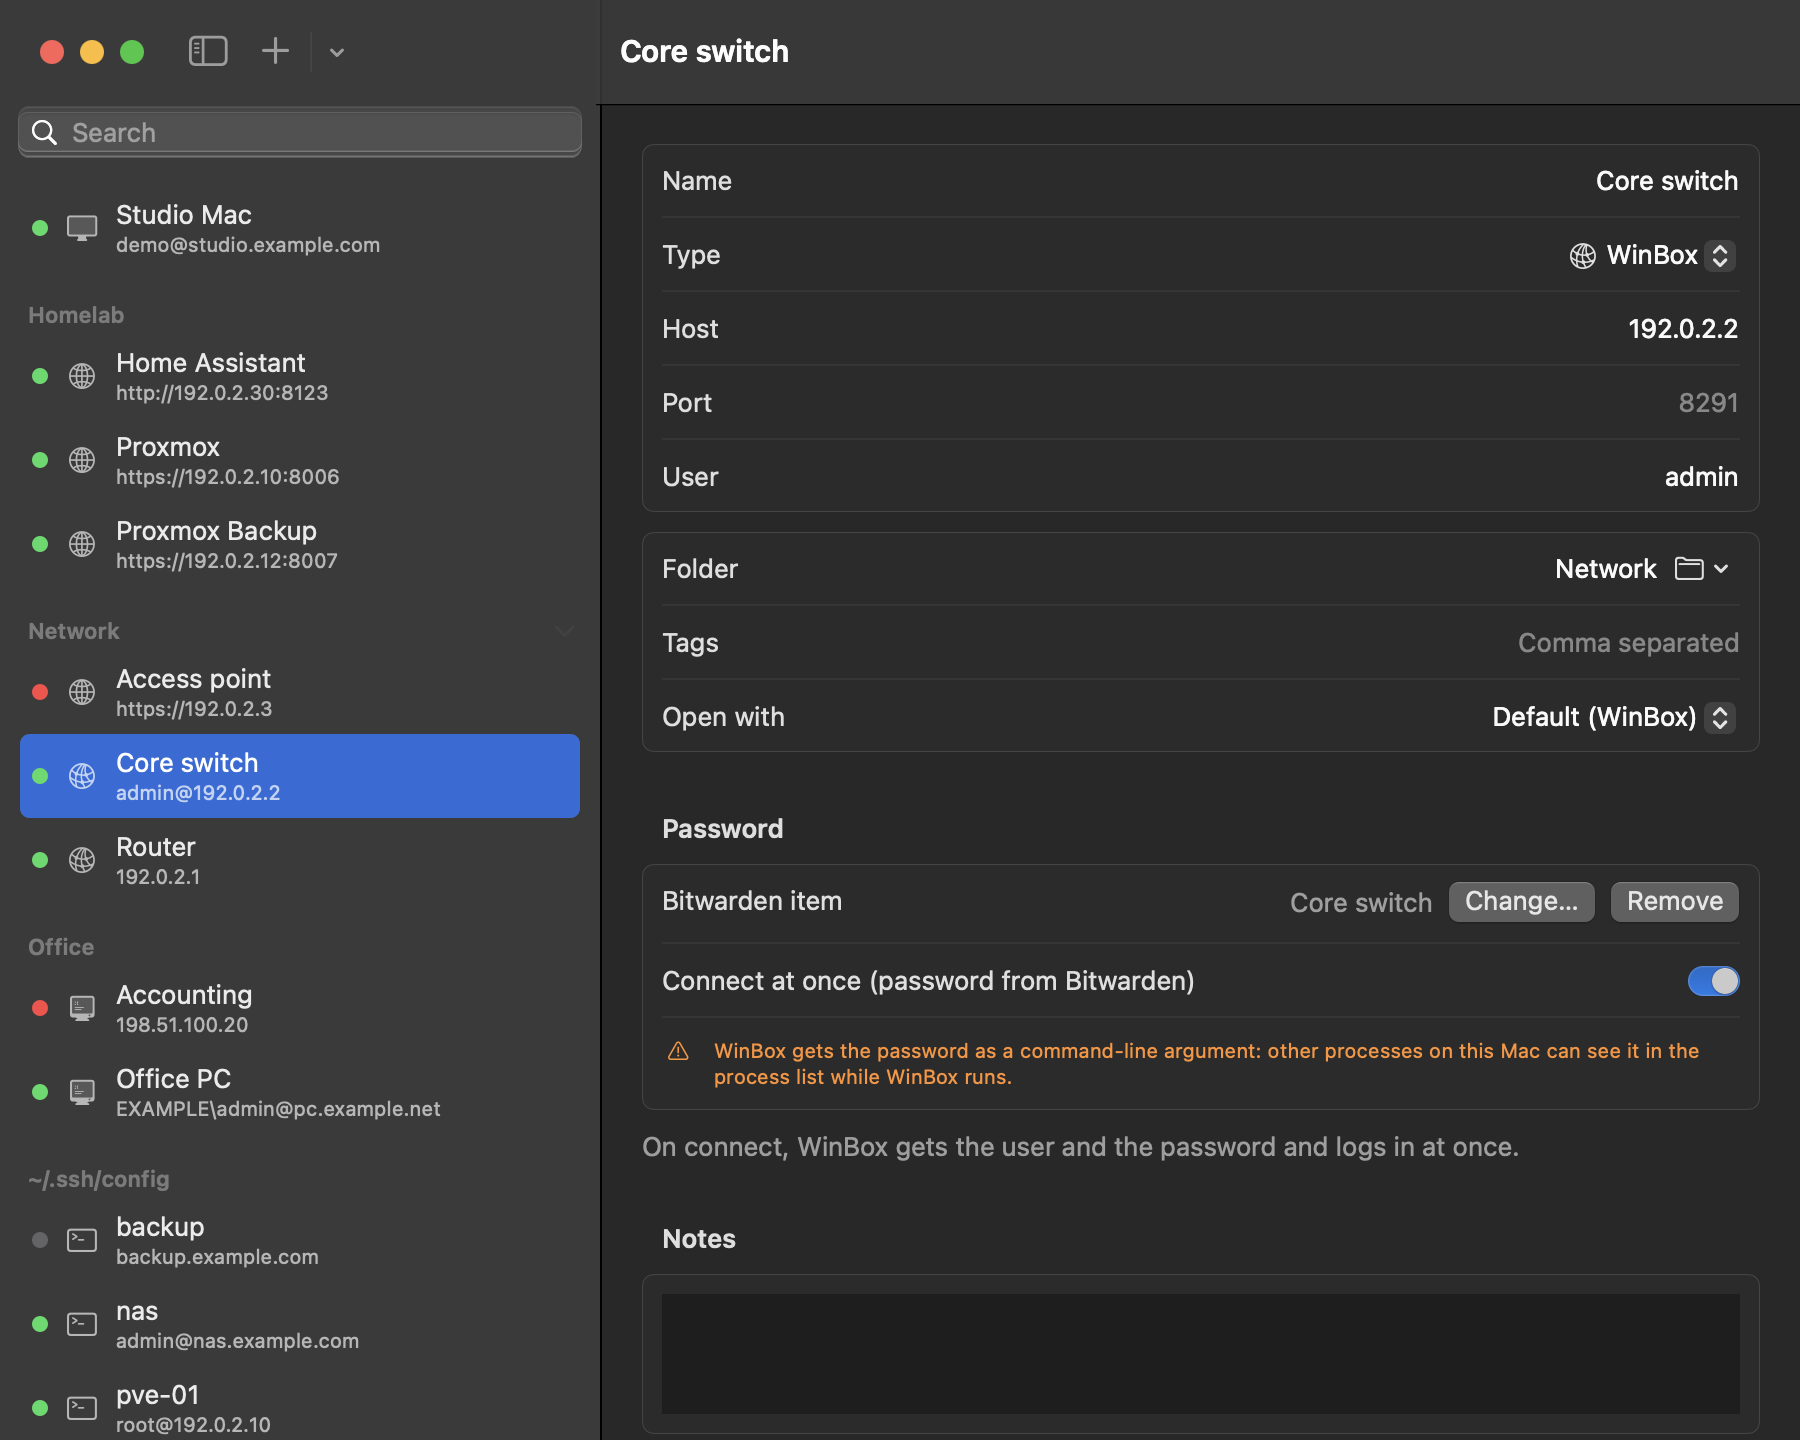 Core switch
Search
Studio Mac
demo@studio.example.com
Homelab
Home Assistant
http://192.0.2.30:8123
Proxmox
https://192.0.2.10:8006
Proxmox Backup
https://192.0.2.12:8007
Network
Access point
https://192.0.2.3
Core switch
admin@192.0.2.2
Router
192.0.2.1
Office
Accounting
198.51.100.20
Office PC
EXAMPLE\admin@pc.example.net
~/.ssh/config
backup
backup.example.com
nas
admin@nas.example.com
pve-01
root@192.0.2.10
Name Core switch
Type WinBox
Host 192.0.2.2
Port 8291
User admin
Folder Network
Tags Comma separated
Open with Default (WinBox)
Password
Bitwarden item Core switch Change... Remove
Connect at once (password from Bitwarden)
WinBox gets the password as a command-line argument: other processes on this Mac can see it in the
process list while WinBox runs.
On connect, WinBox gets the user and the password and logs in at once.
Notes